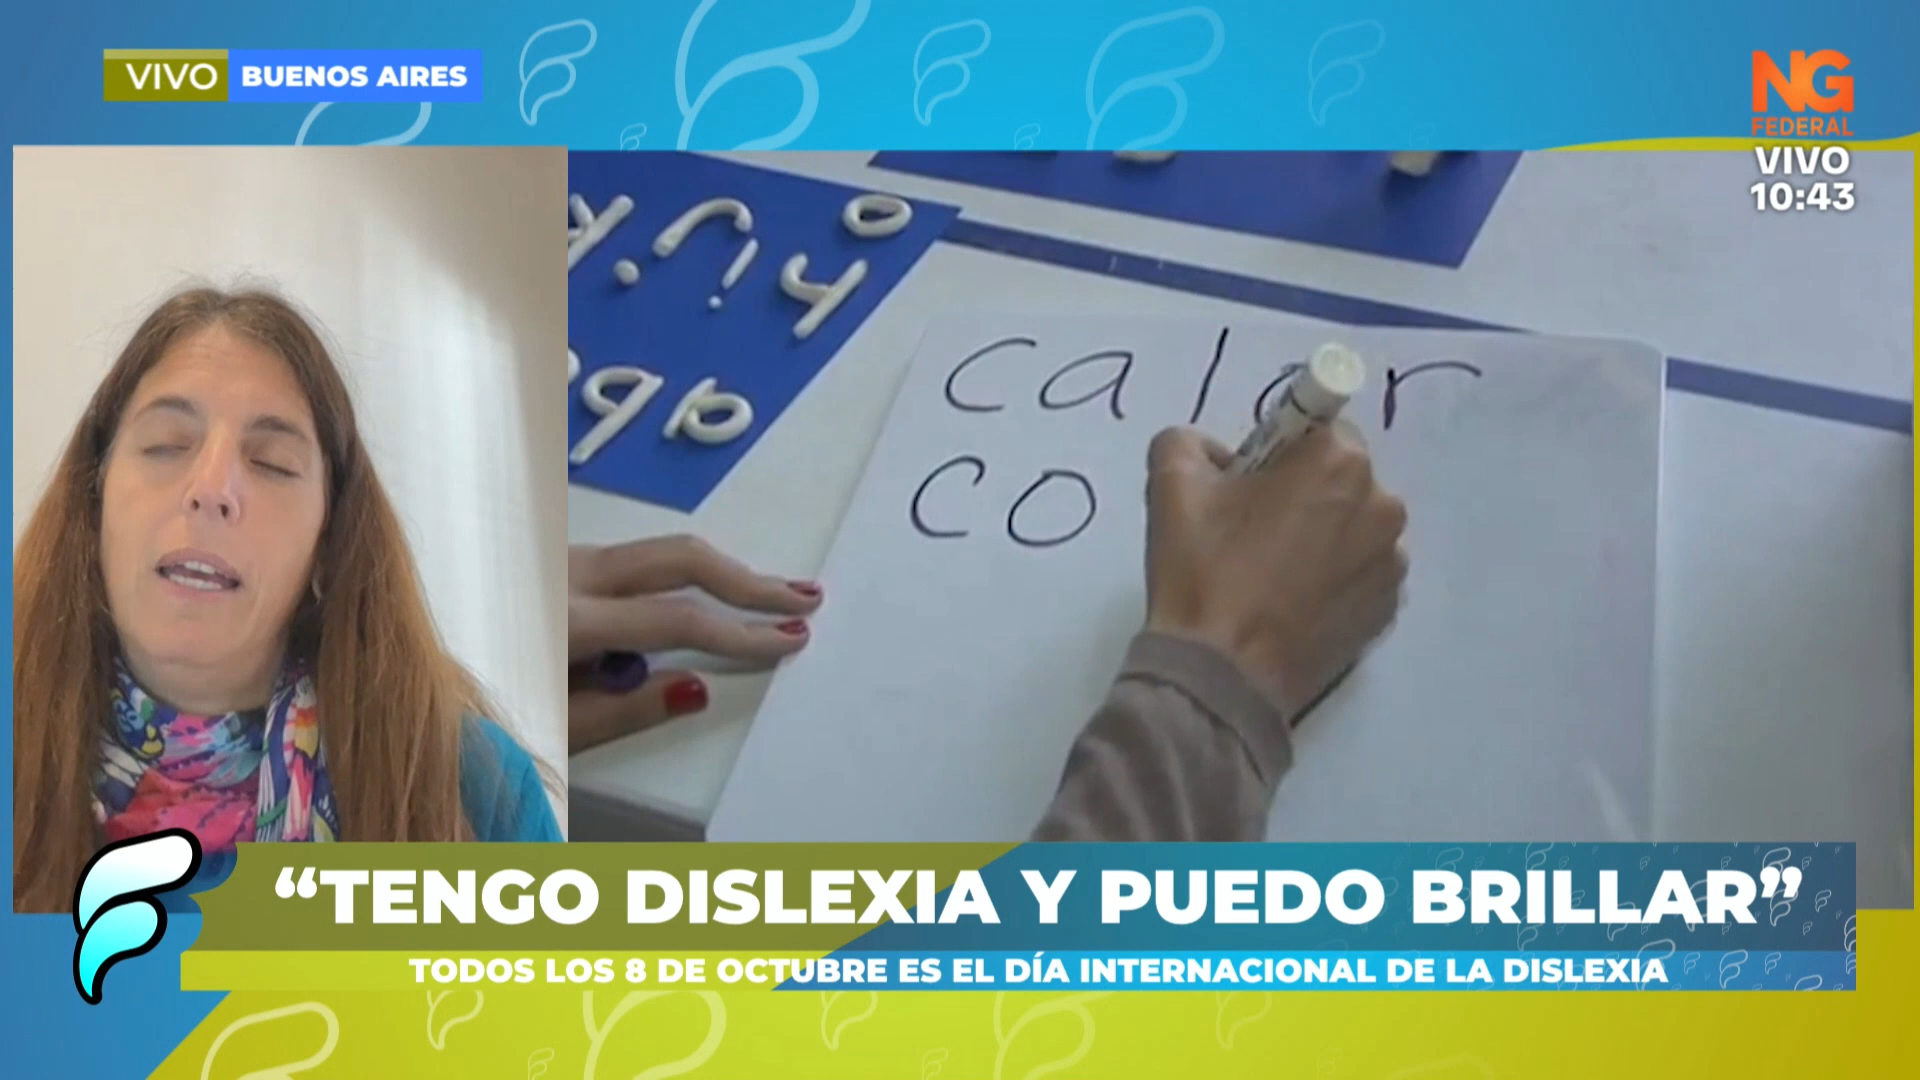 VIVO BUENOS AIRES
NG
FEDERAL
VIVO
10:43
calor
co
“TENGO DISLEXIA Y PUEDO BRILLAR”
TODOS LOS 8 DE OCTUBRE ES EL DÍA INTERNACIONAL DE LA DISLEXIA